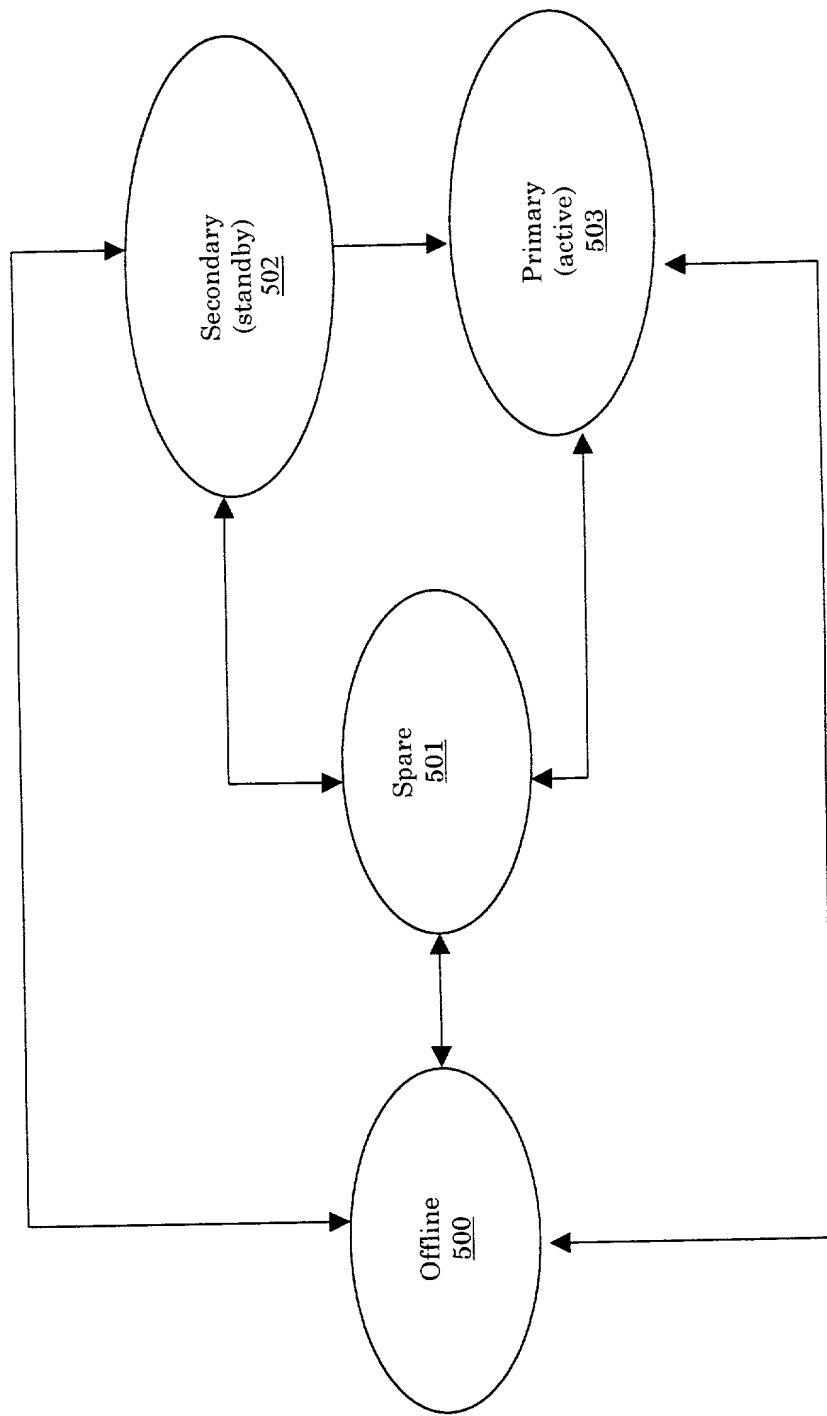 Offline
500
Spare
501
Secondary
(standby)
502
Primary
(active)
503